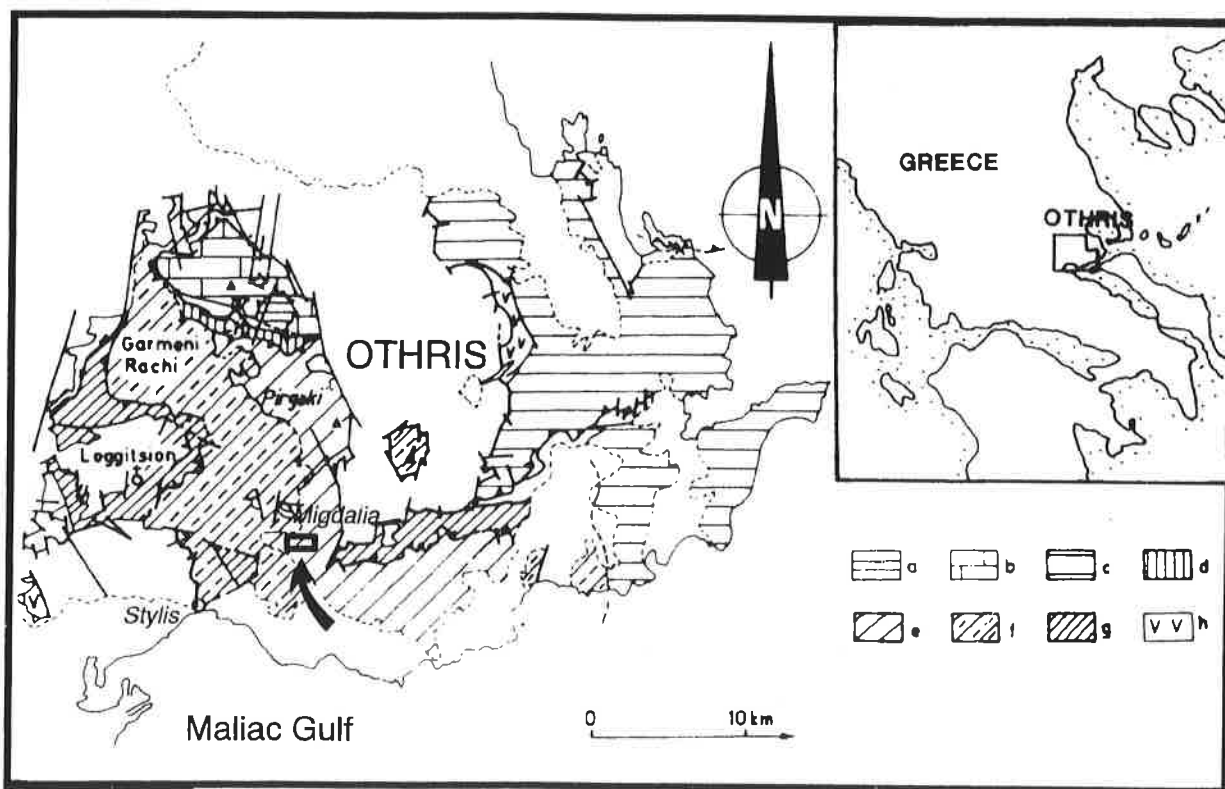 GREECE
OTHRIS
N
Garmeni
Rachi
OTHRIS
Pirgaki
Loggitsion
Migdalia
Stylis
Maliac Gulf
0 10 km
a b c d
e f g h